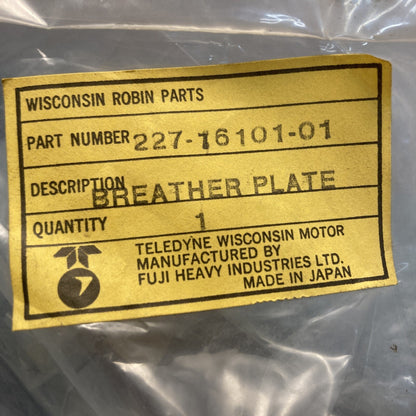 WISCONSIN ROBIN PARTS
PART NUMBER 227-16101-01
DESCRIPTION BREATHER PLATE
QUANTITY 1
TELEDYNE WISCONSIN MOTOR
MANUFACTURED BY
FUJI HEAVY INDUSTRIES LTD.
MADE IN JAPAN